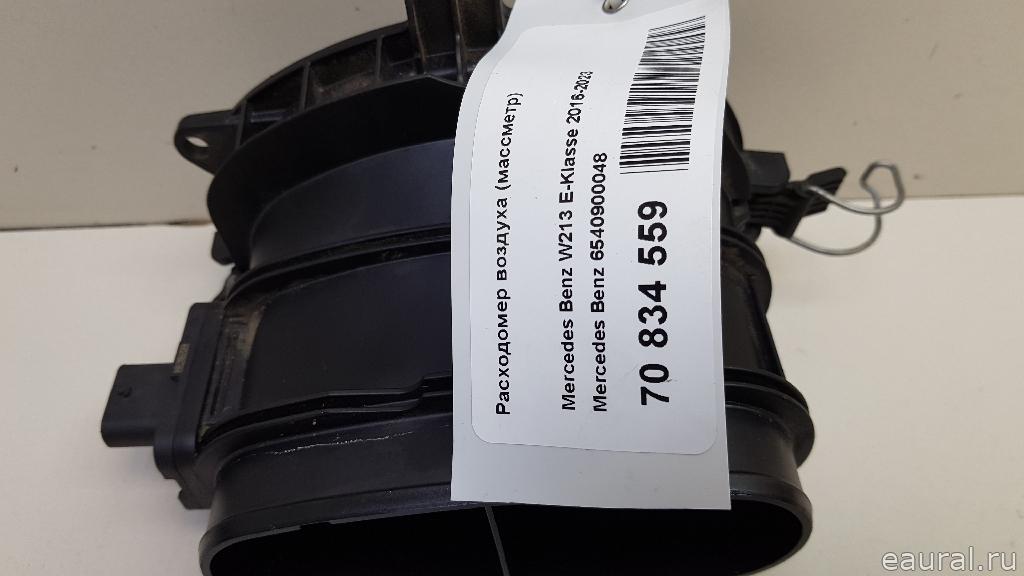 Расходомер воздуха (массметр)
Mercedes Benz W213 E-Klasse 2016-2023
Mercedes Benz 6540900048
70 834 559
eaural.ru